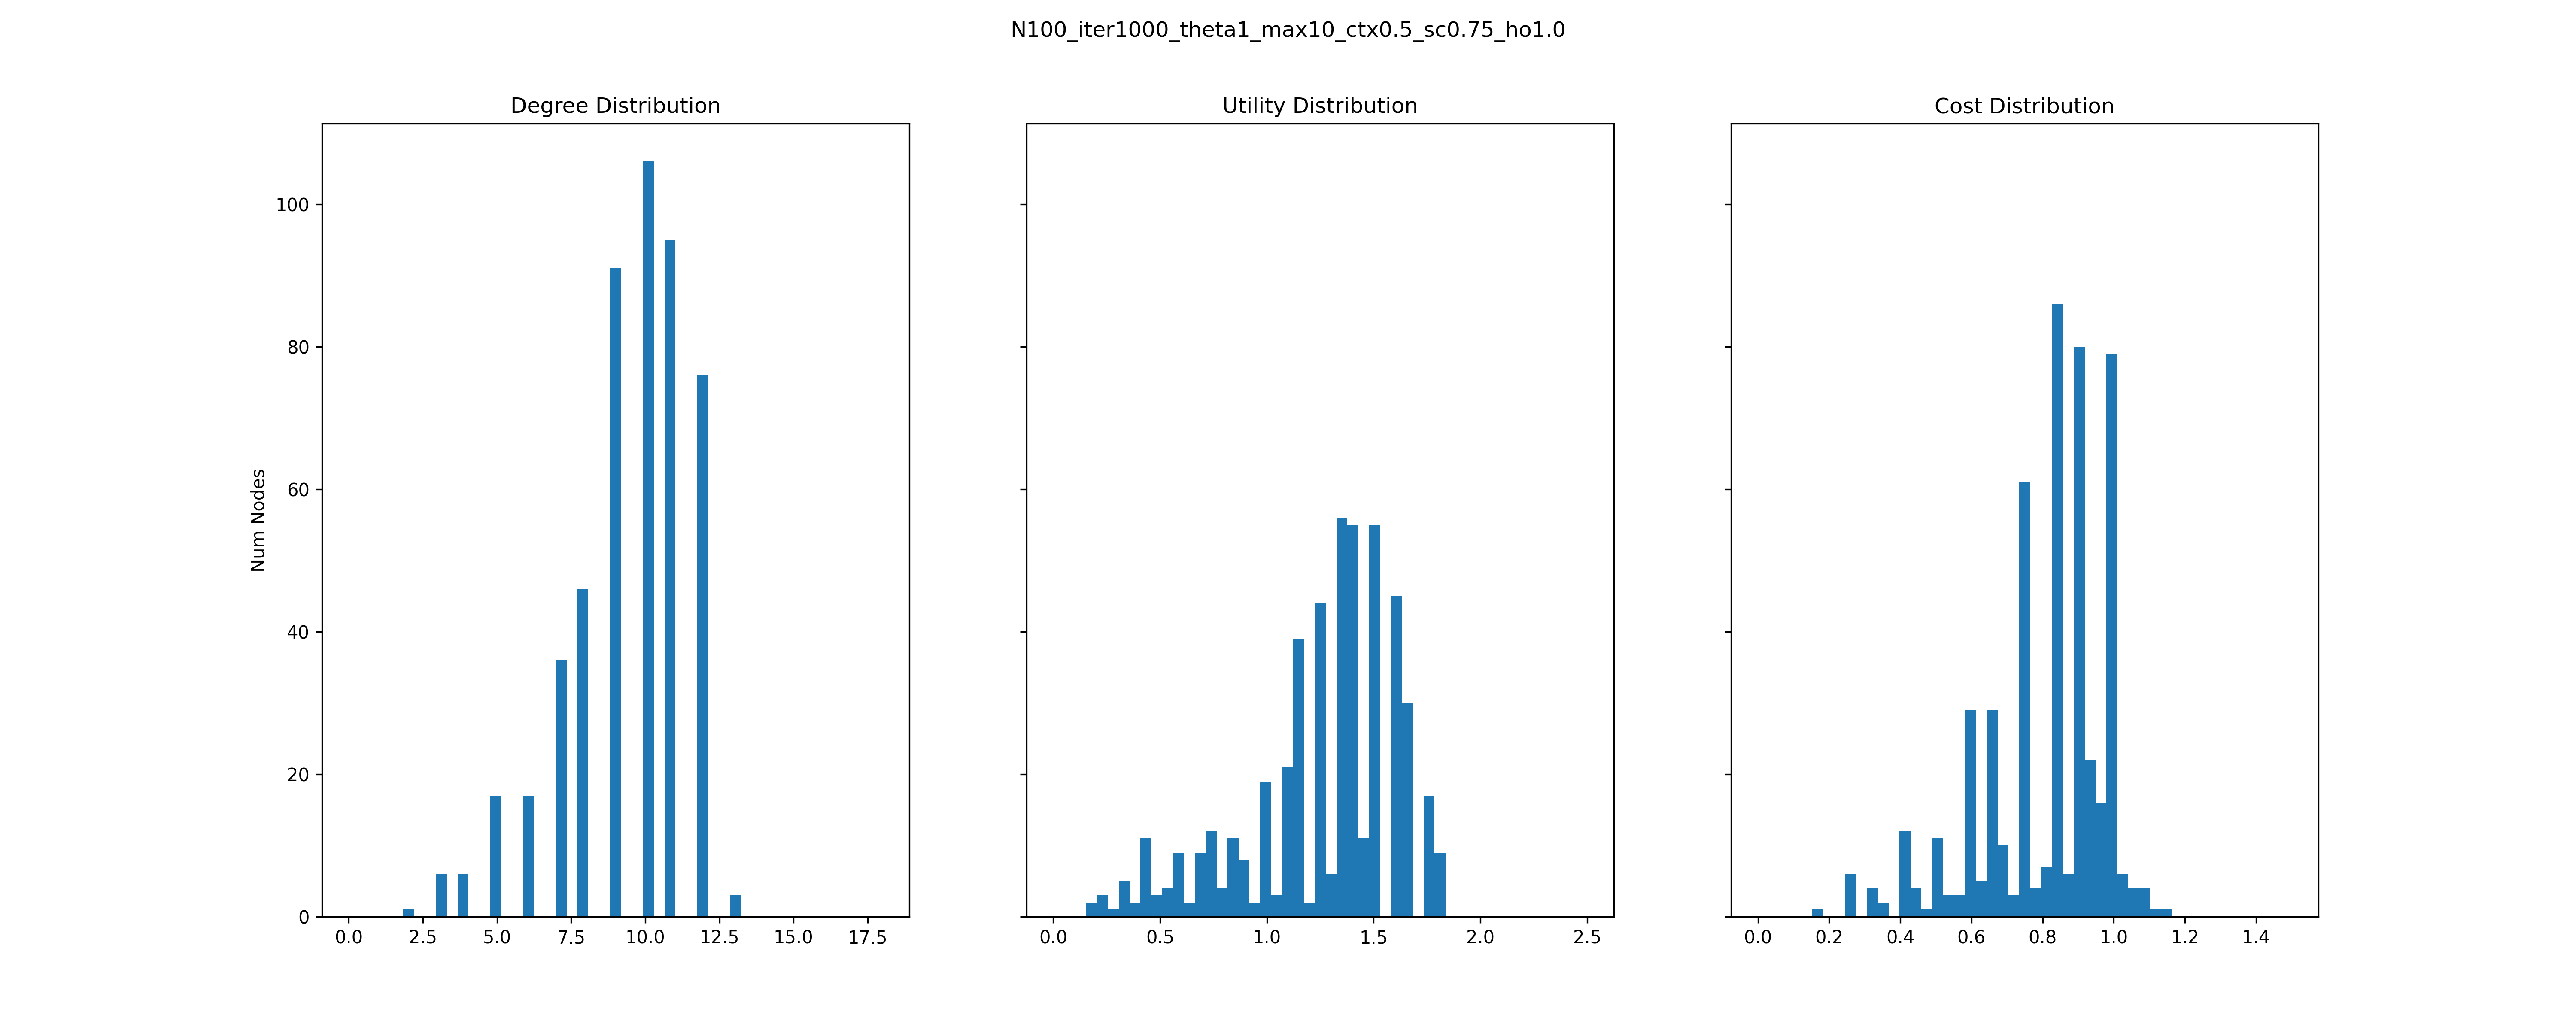 N100_iter1000_theta1_max10_ctx0.5_sc0.75_ho1.0
Degree Distribution
Utility Distribution
Cost Distribution
Num Nodes
100
80
60
40
20
0
0.0 2.5 5.0 7.5 10.0 12.5 15.0 17.5
0.0 0.5 1.0 1.5 2.0 2.5
0.0 0.2 0.4 0.6 0.8 1.0 1.2 1.4